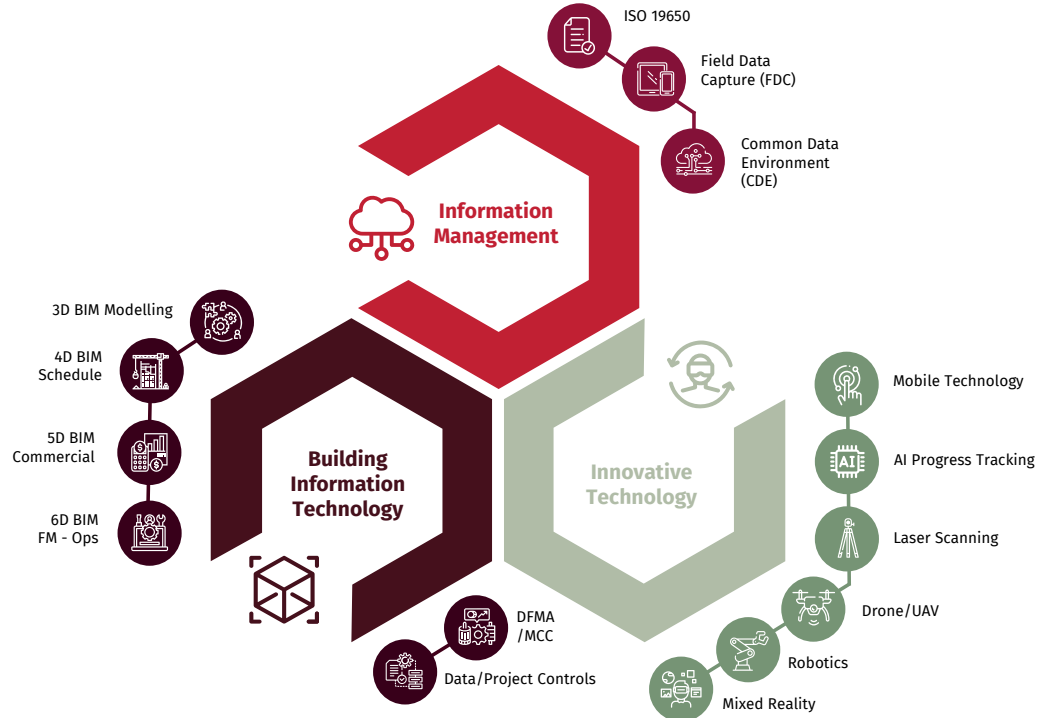 ISO 19650
Field Data
Capture (FDC)
Common Data
Environment
(CDE)
Information
Management
3D BIM Modelling
4D BIM
Schedule
5D BIM
Commercial
6D BIM
FM - Ops
Building
Information
Technology
DFMA
/MCC
Data/Project Controls
Innovative
Technology
Mobile Technology
AI
AI Progress Tracking
Laser Scanning
Drone/UAV
Robotics
Mixed Reality